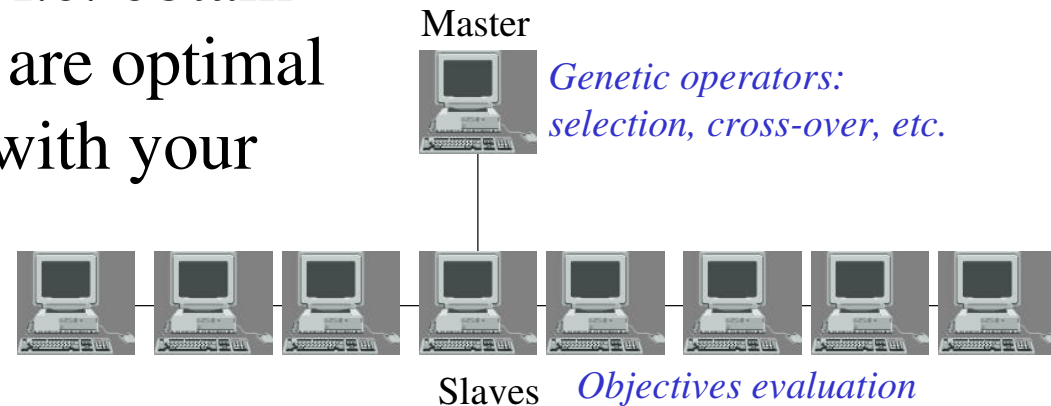 are optimal
with your
Master
Genetic operators:
selection, cross-over, etc.
Slaves
Objectives evaluation